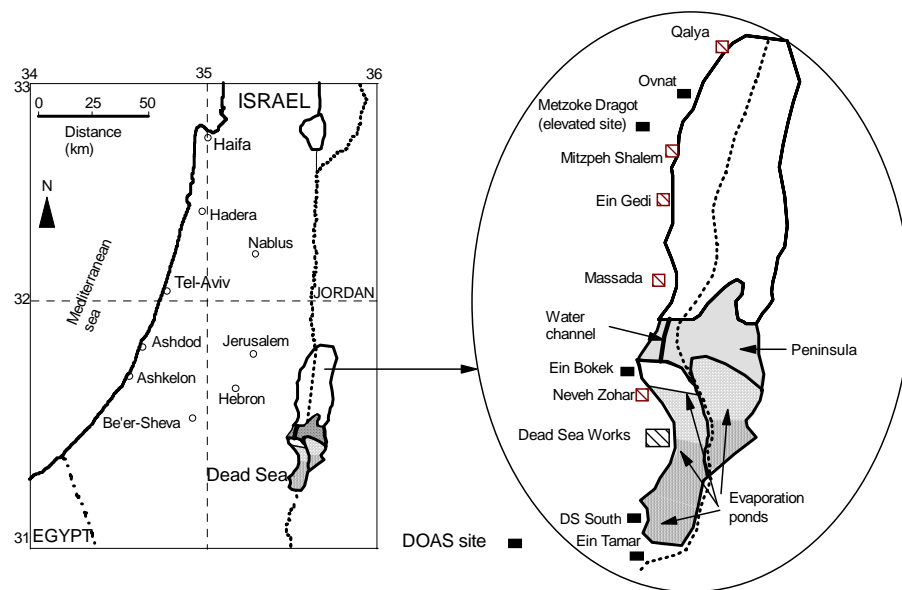 34
35
36
33
0
25
50
Distance
(km)
ISRAEL
Haifa
N
Hadera
Nablus
Mediterranean
sea
Tel-Aviv
32
JORDAN
Ashdod
Jerusalem
Ashkelon
Hebron
Be'er-Sheva
Dead Sea
EGYPT
31
DOAS site
Qalya
Ovnat
Metzoke Dragot
(elevated site)
Mitzpeh Shalem
Ein Gedi
Massada
Water
channel
Peninsula
Ein Bokek
Neveh Zohar
Dead Sea Works
Evaporation
ponds
DS South
Ein Tamar